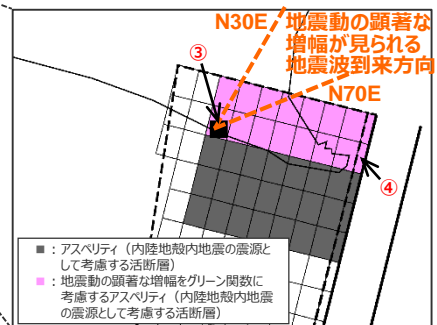 N30E
地震動の顕著な
増幅が見られる
地震波到来方向
③
N70E
④
■：アスペリティ（内陸地殻内地震の震源と
して考慮する活断層）
■：地震動の顕著な増幅をグリーン関数に
考慮するアスペリティ（内陸地殻内地震
の震源として考慮する活断層）